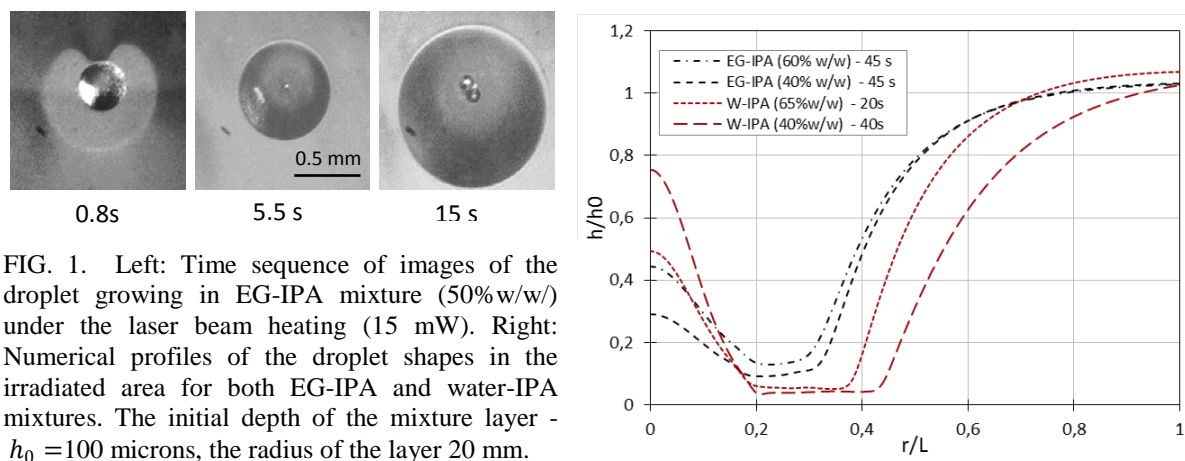 0.5 mm
0.8s
5.5 s
15 s
FIG. 1. Left: Time sequence of images of the
droplet growing in EG-IPA mixture (50%w/w/)
under the laser beam heating (15 mW). Right:
Numerical profiles of the droplet shapes in the
irradiated area for both EG-IPA and water-IPA
mixtures. The initial depth of the mixture layer -
h₀ =100 microns, the radius of the layer 20 mm.
1,2
1
0,8
0,6
0,4
0,2
0
h/h0
EG-IPA (60% w/w) - 45 s
EG-IPA (40% w/w) - 45 s
W-IPA (65%w/w) - 20s
W-IPA (40%w/w) - 40s
0
0,2
0,4
0,6
0,8
1
r/L